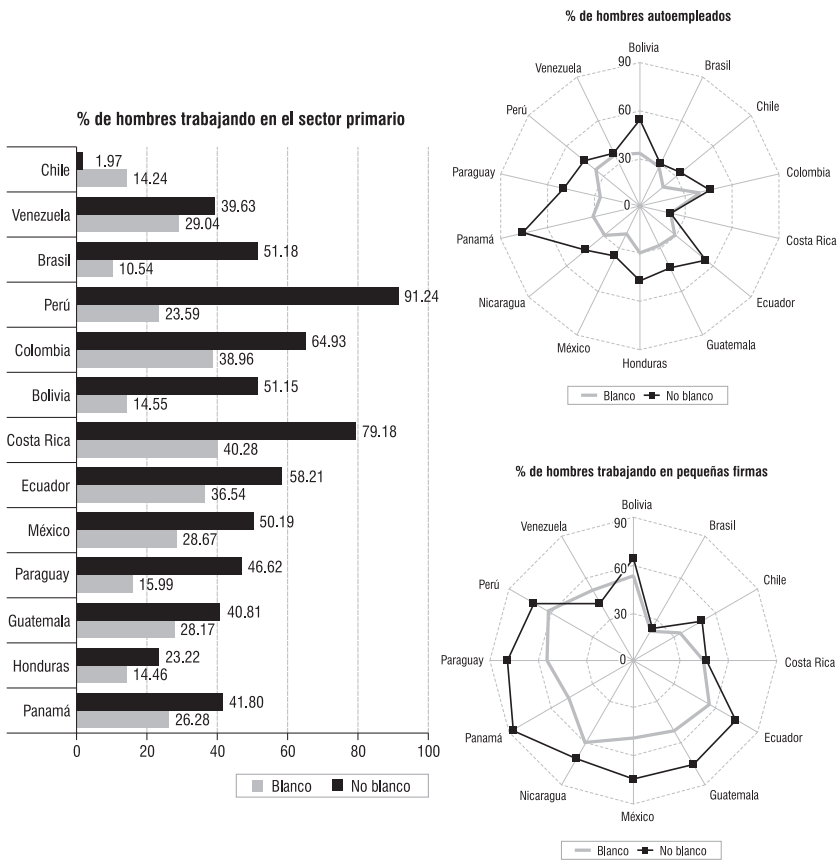 % de hombres trabajando en el sector primario
Chile
1.97
14.24
Venezuela
39.63
29.04
Brasil
51.18
10.54
Perú
91.24
23.59
Colombia
64.93
38.96
Bolivia
51.15
14.55
Costa Rica
79.18
40.28
Ecuador
58.21
36.54
México
50.19
28.67
Paraguay
46.62
15.99
Guatemala
40.81
28.17
Honduras
23.22
14.46
Panamá
41.80
26.28
0 20 40 60 80 100
Blanco No blanco
% de hombres autoempleados
Bolivia
Brasil
Chile
Colombia
Costa Rica
Ecuador
Guatemala
Honduras
México
Nicaragua
Panamá
Paraguay
Perú
Venezuela
90
60
30
0
Blanco No blanco
% de hombres trabajando en pequeñas firmas
Bolivia
Brasil
Chile
Costa Rica
Ecuador
Guatemala
México
Nicaragua
Panamá
Paraguay
Perú
Venezuela
90
60
30
0
Blanco No blanco